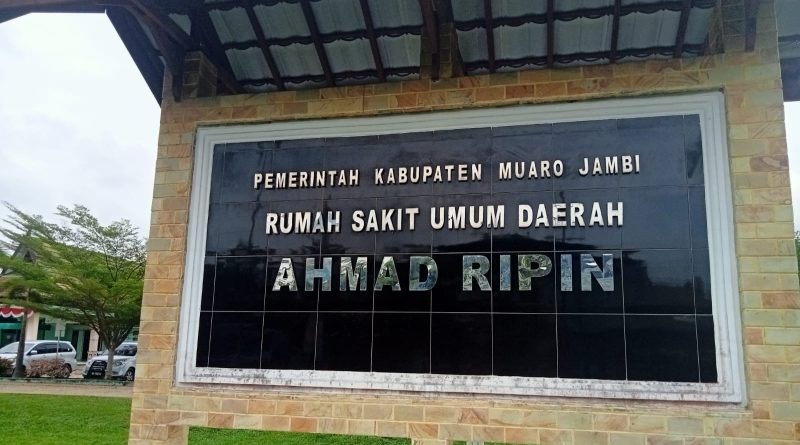 PEMERINTAH KABUPATEN MUARO JAMBI
RUMAH SAKIT UMUM DAERAH
AHMAD RIPIN